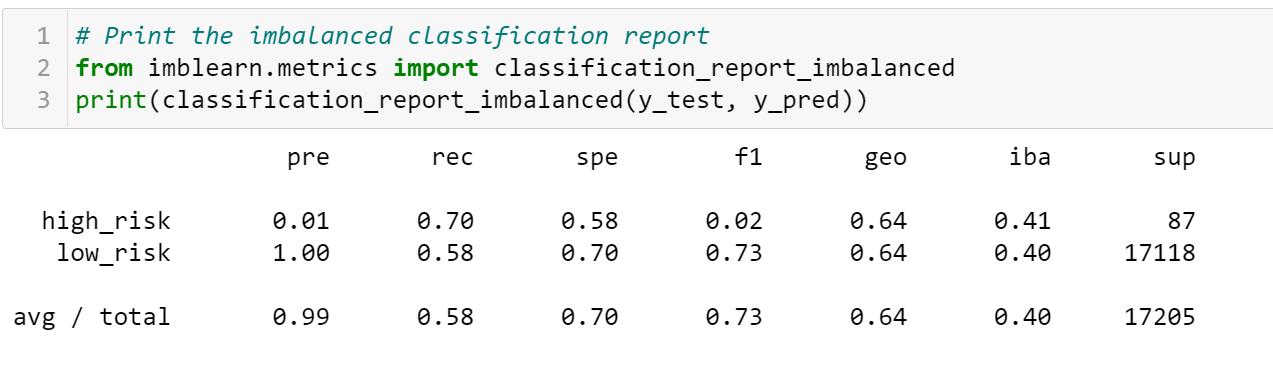 1 # Print the imbalanced classification report
2 from imblearn.metrics import classification_report_imbalanced
3 print(classification_report_imbalanced(y_test, y_pred))
pre rec spe f1 geo iba sup
high_risk 0.01 0.70 0.58 0.02 0.64 0.41 87
low_risk 1.00 0.58 0.70 0.73 0.64 0.40 17118
avg / total 0.99 0.58 0.70 0.73 0.64 0.40 17205